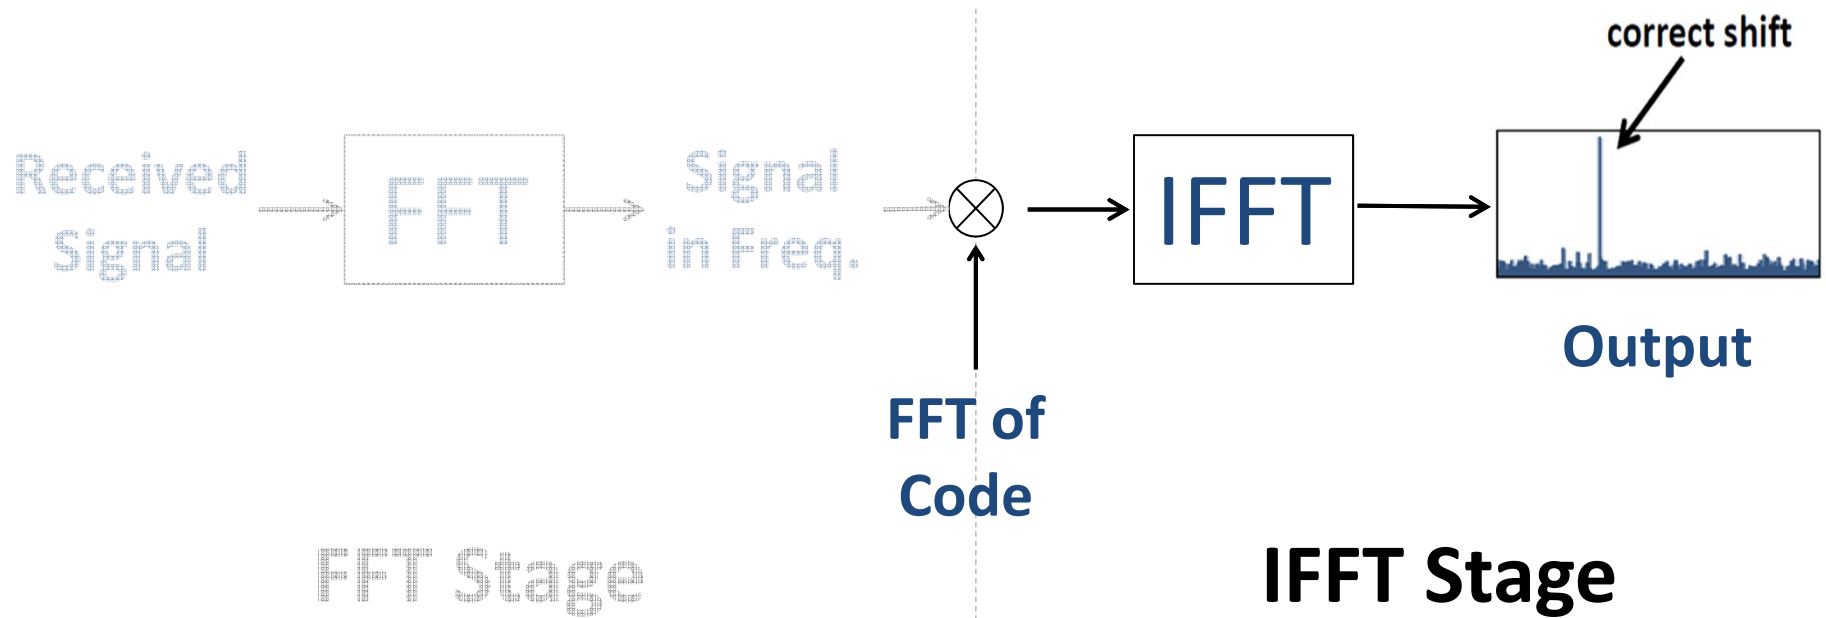 correct shift
Received
Signal
FFT
Signal
in Freq.
IFFT
Output
FFT of
Code
FFT Stage
IFFT Stage